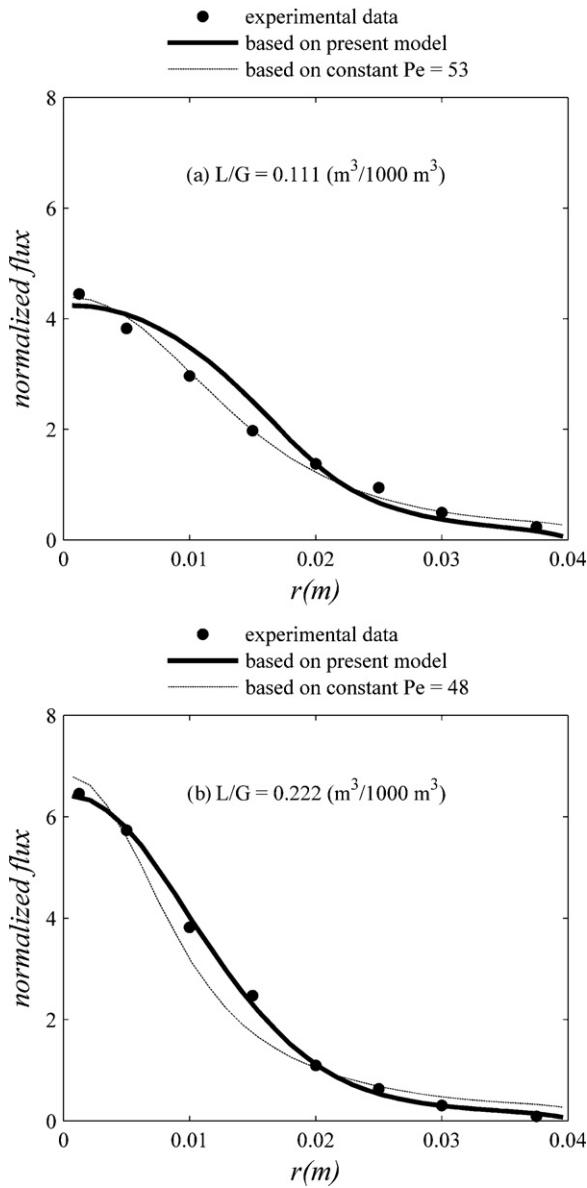 experimental data
based on present model
based on constant Pe = 53
8
(a) L/G = 0.111 (m³/1000 m³)
6
normalized flux
4
2
0
0 0.01 0.02 0.03 0.04
r(m)
experimental data
based on present model
based on constant Pe = 48
8
(b) L/G = 0.222 (m³/1000 m³)
6
normalized flux
4
2
0
0 0.01 0.02 0.03 0.04
r(m)